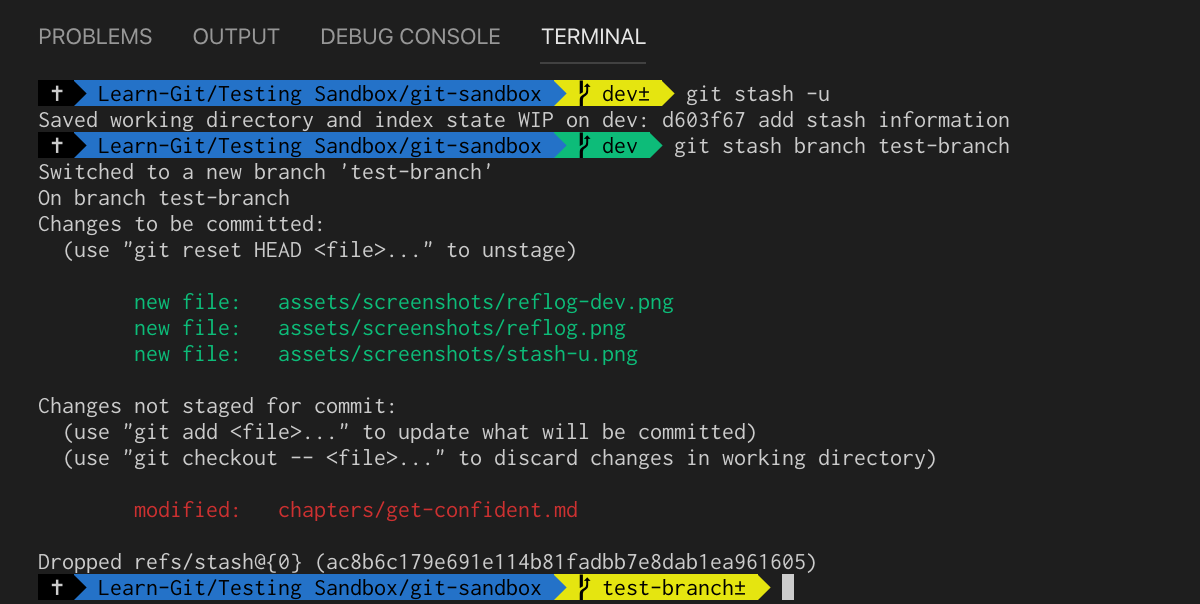 PROBLEMS OUTPUT DEBUG CONSOLE TERMINAL
✝ Learn-Git/Testing Sandbox/git-sandbox dev± git stash -u
Saved working directory and index state WIP on dev: d603f67 add stash information
✝ Learn-Git/Testing Sandbox/git-sandbox dev git stash branch test-branch
Switched to a new branch 'test-branch'
On branch test-branch
Changes to be committed:
(use "git reset HEAD <file>..." to unstage)
new file: assets/screenshots/reflog-dev.png
new file: assets/screenshots/reflog.png
new file: assets/screenshots/stash-u.png
Changes not staged for commit:
(use "git add <file>..." to update what will be committed)
(use "git checkout -- <file>..." to discard changes in working directory)
modified: chapters/get-confident.md
Dropped refs/stash@{0} (ac8b6c179e691e114b81fadbb7e8dab1ea961605)
✝ Learn-Git/Testing Sandbox/git-sandbox test-branch±